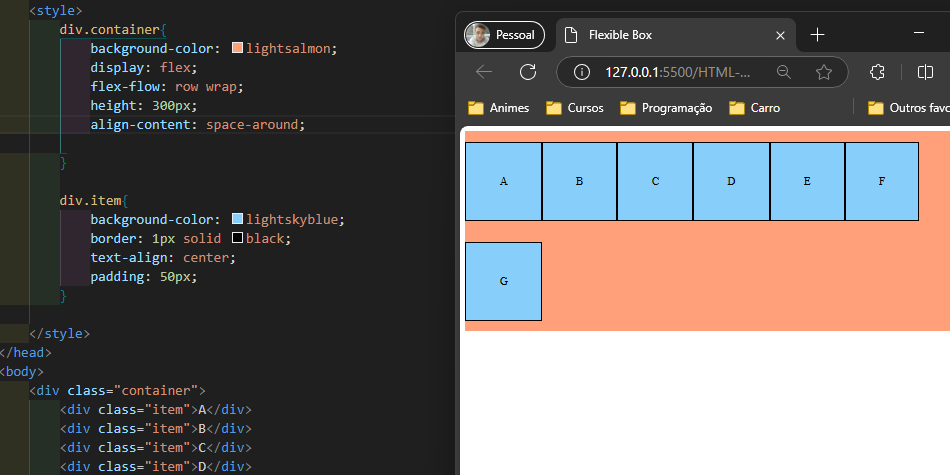 <style>
div.container{
background-color: lightsalmon;
display: flex;
flex-flow: row wrap;
height: 300px;
align-content: space-around;
}
div.item{
background-color: lightskyblue;
border: 1px solid black;
text-align: center;
padding: 50px;
}
</style>
</head>
<body>
<div class="container">
<div class="item">A</div>
<div class="item">B</div>
<div class="item">C</div>
<div class="item">D</div>
Pessoal
Flexible Box
127.0.0.1:5500/HTML-...
Animes Cursos Programação Carro Outros favo
A B C D E F
G